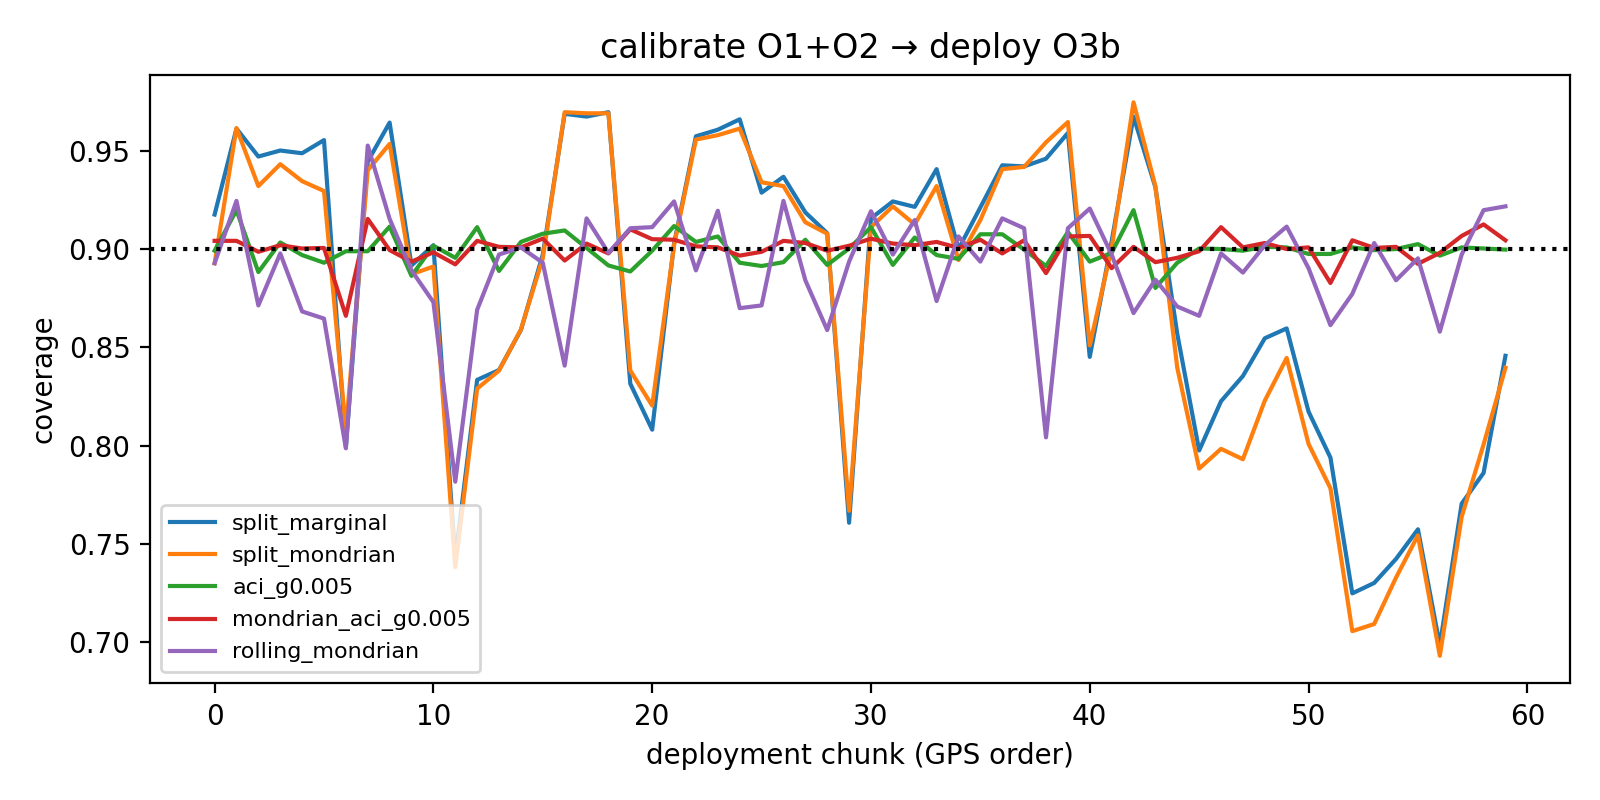 calibrate O1+O2 → deploy O3b
coverage
0.95
0.90
0.85
0.80
0.75
0.70
split_marginal
split_mondrian
aci_g0.005
mondrian_aci_g0.005
rolling_mondrian
0 10 20 30 40 50 60
deployment chunk (GPS order)